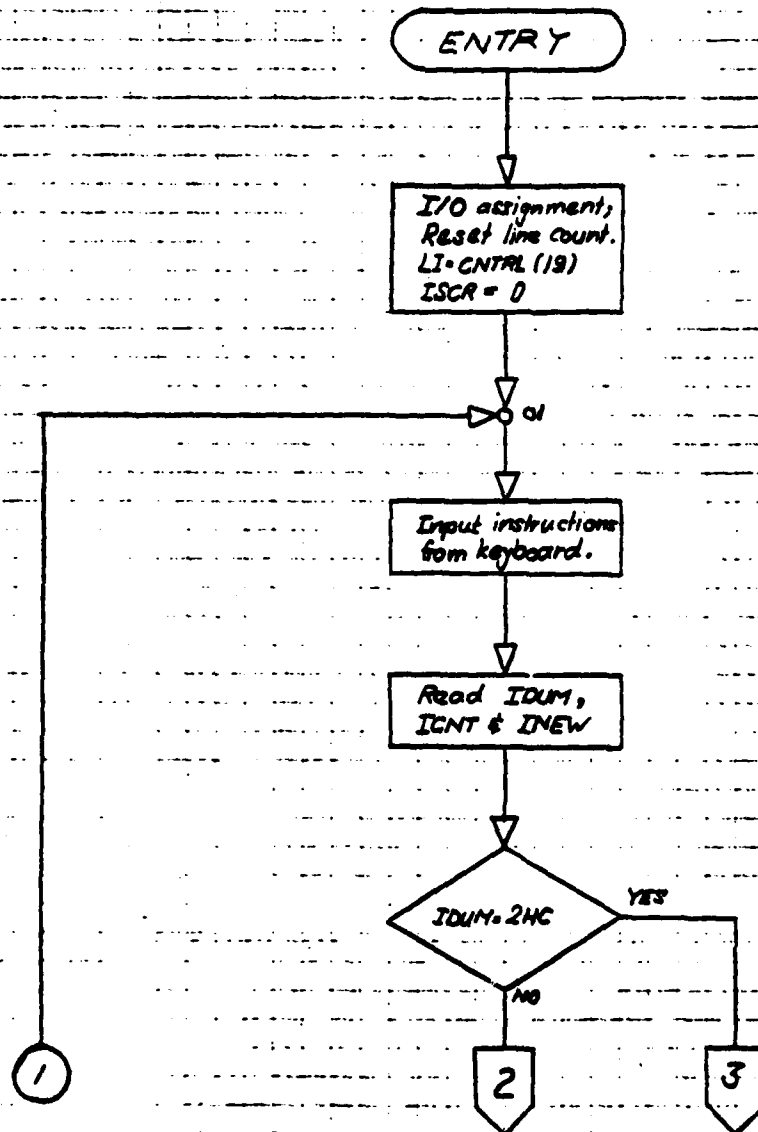 ENTRY
I/O assignment;
Reset line count.
LI=CNTRL (19)
ISCR = 0
01
Input instructions
from keyboard.
Read IDUM,
ICNT & INEW
IDUM=2HC
YES
NO
1
2
3